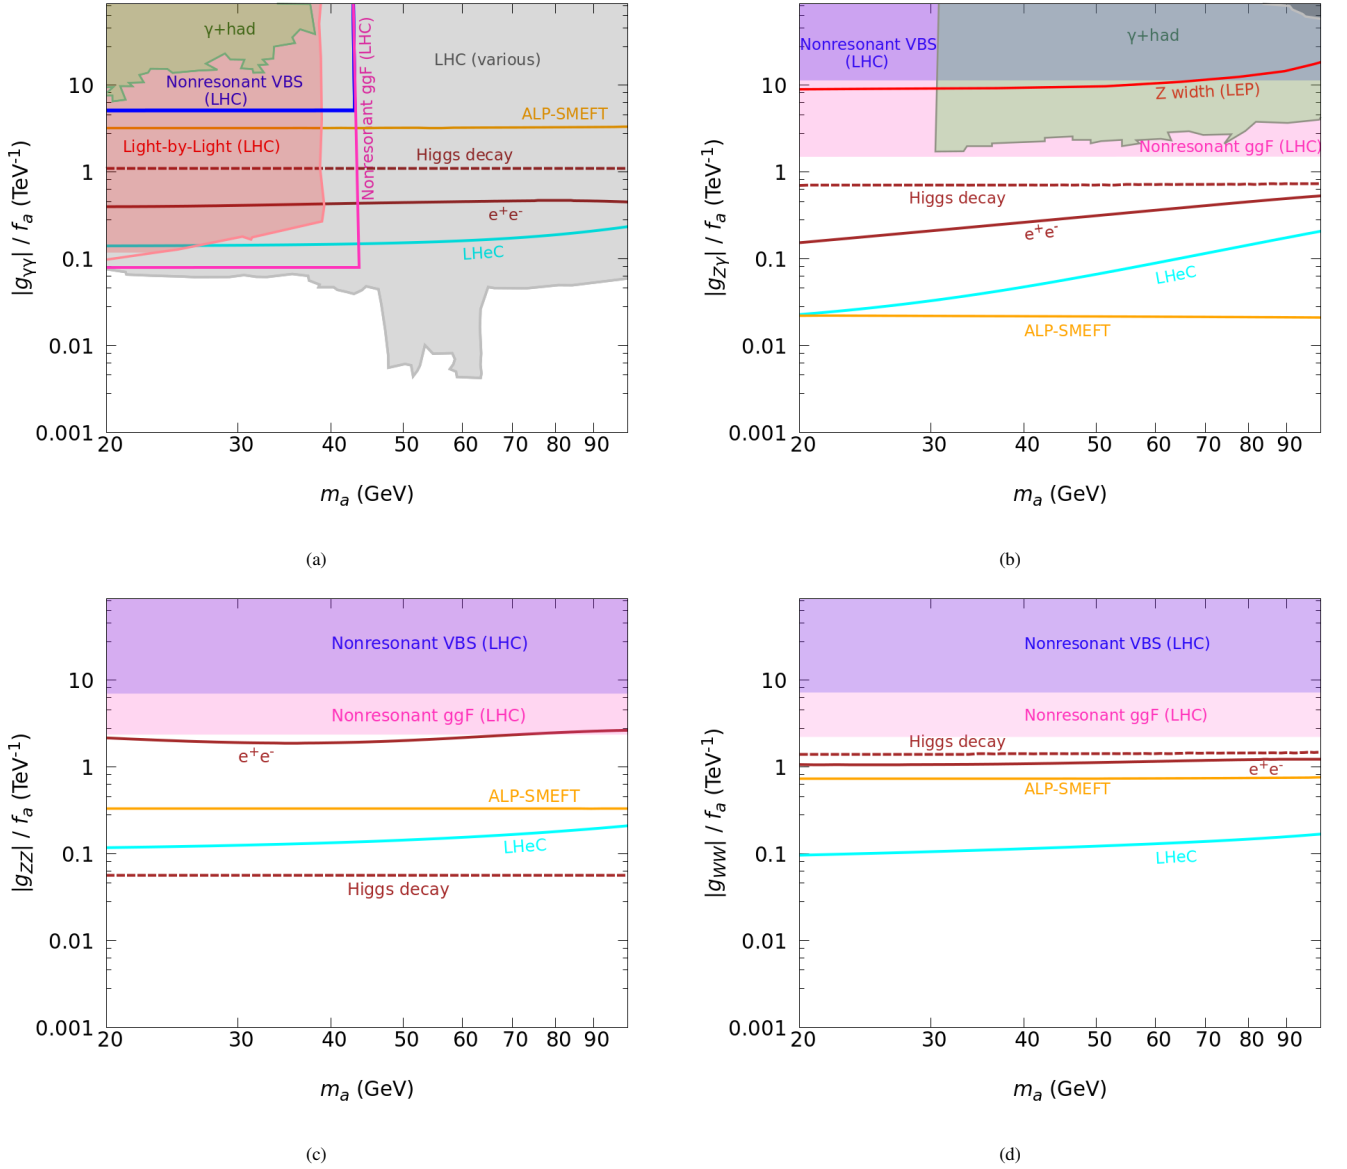 |gγγ| / fa (TeV-1)
10
1
0.1
0.01
0.001
γ+had
Nonresonant VBS
(LHC)
Light-by-Light (LHC)
Nonresonant ggF (LHC)
LHC (various)
ALP-SMEFT
Higgs decay
e+e-
LHeC
20 30 40 50 60 70 80 90
ma (GeV)
(a)
|gZγ| / fa (TeV-1)
10
1
0.1
0.01
0.001
Nonresonant VBS
(LHC)
γ+had
Z width (LEP)
Nonresonant ggF (LHC)
Higgs decay
e+e-
LHeC
ALP-SMEFT
20 30 40 50 60 70 80 90
ma (GeV)
(b)
|gZZ| / fa (TeV-1)
10
1
0.1
0.01
0.001
Nonresonant VBS (LHC)
Nonresonant ggF (LHC)
e+e-
ALP-SMEFT
LHeC
Higgs decay
20 30 40 50 60 70 80 90
ma (GeV)
(c)
|gWW| / fa (TeV-1)
10
1
0.1
0.01
0.001
Nonresonant VBS (LHC)
Nonresonant ggF (LHC)
Higgs decay
e+e-
ALP-SMEFT
LHeC
20 30 40 50 60 70 80 90
ma (GeV)
(d)